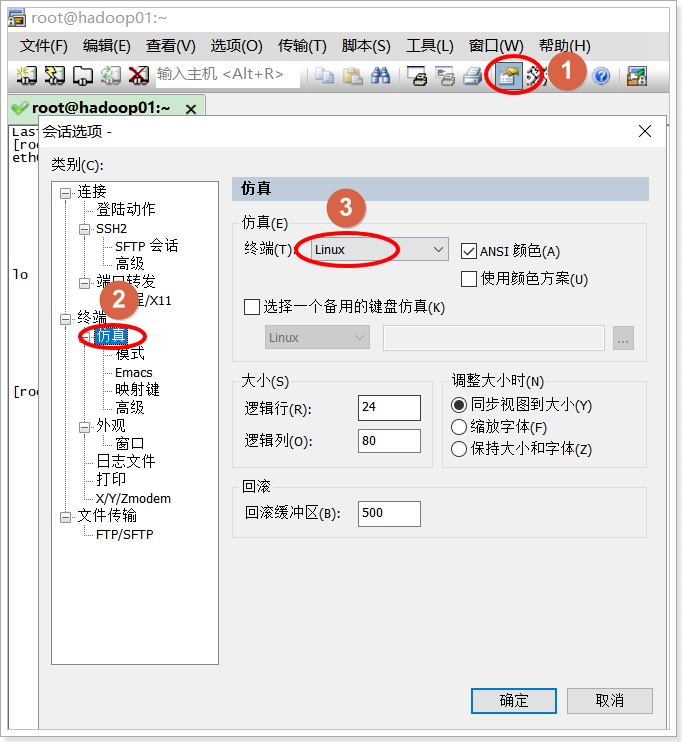 root@hadoop01:~
文件(F) 编辑(E) 查看(V) 选项(O) 传输(T) 脚本(S) 工具(L) 窗口(W) 帮助(H)
输入主机 <Alt+R>
1
root@hadoop01:~
Las
会话选项 -
[ro
eth
类别(C):
连接
登陆动作
SSH2
SFTP 会话
高级
端口转发
2
/X11
终端
仿真
模式
Emacs
映射键
高级
外观
窗口
日志文件
打印
X/Y/Zmodem
文件传输
FTP/SFTP
lo
[ro
仿真
仿真(E)
3
终端(T): Linux
ANSI 颜色(A)
使用颜色方案(U)
选择一个备用的键盘仿真(K)
Linux
...
大小(S)
逻辑行(R): 24
逻辑列(O): 80
调整大小时(N)
同步视图到大小(Y)
缩放字体(F)
保持大小和字体(Z)
回滚
回滚缓冲区(B): 500
确定 取消